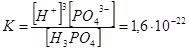 K = [H⁺]³[PO₄³⁻] / [H₃PO₄] = 1,6·10⁻²²